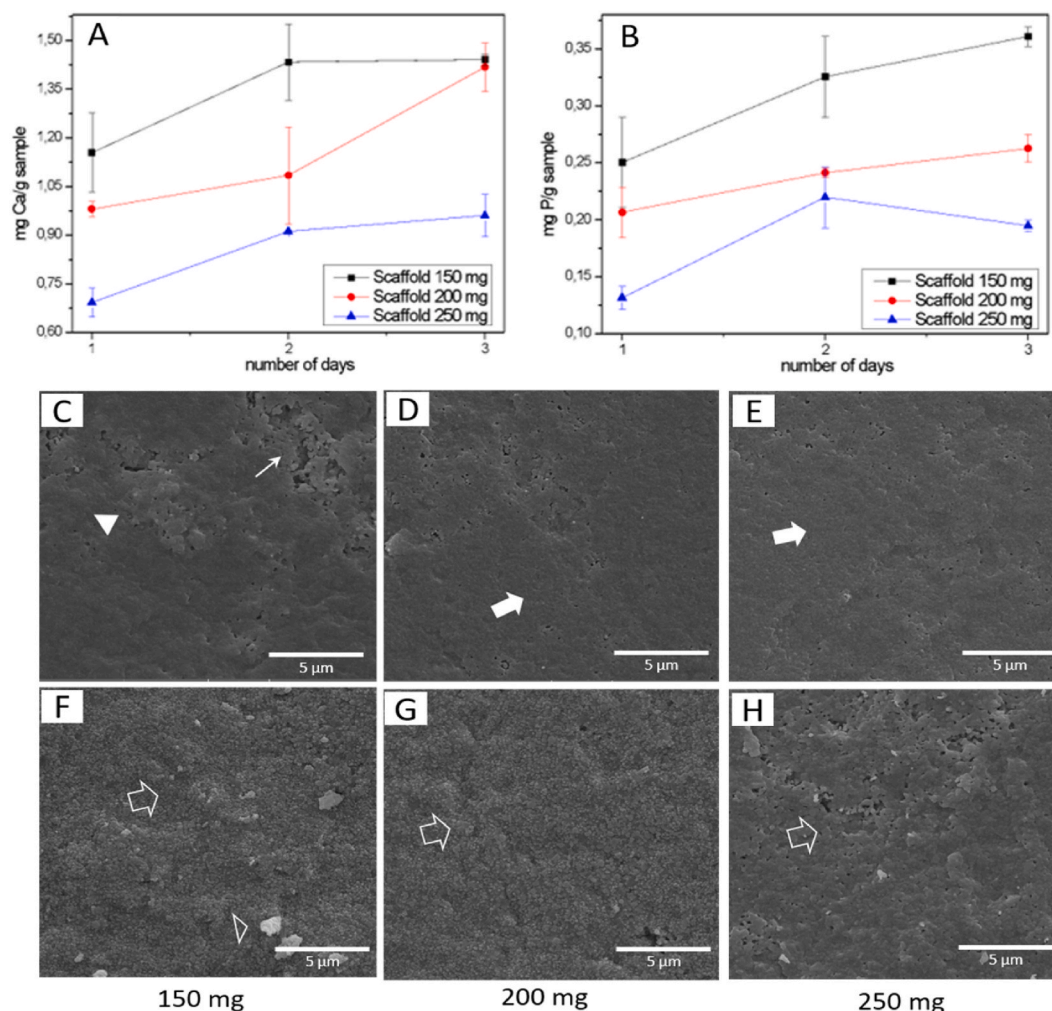 A
1,50
1,35
1,20
1,05
0,90
0,75
0,60
mg Ca/g sample
Scaffold 150 mg
Scaffold 200 mg
Scaffold 250 mg
1
2
3
number of days
B
0,35
0,30
0,25
0,20
0,15
0,10
mg P/g sample
Scaffold 150 mg
Scaffold 200 mg
Scaffold 250 mg
1
2
3
number of days
C
5 μm
D
5 μm
E
5 μm
F
5 μm
G
5 μm
H
5 μm
150 mg
200 mg
250 mg